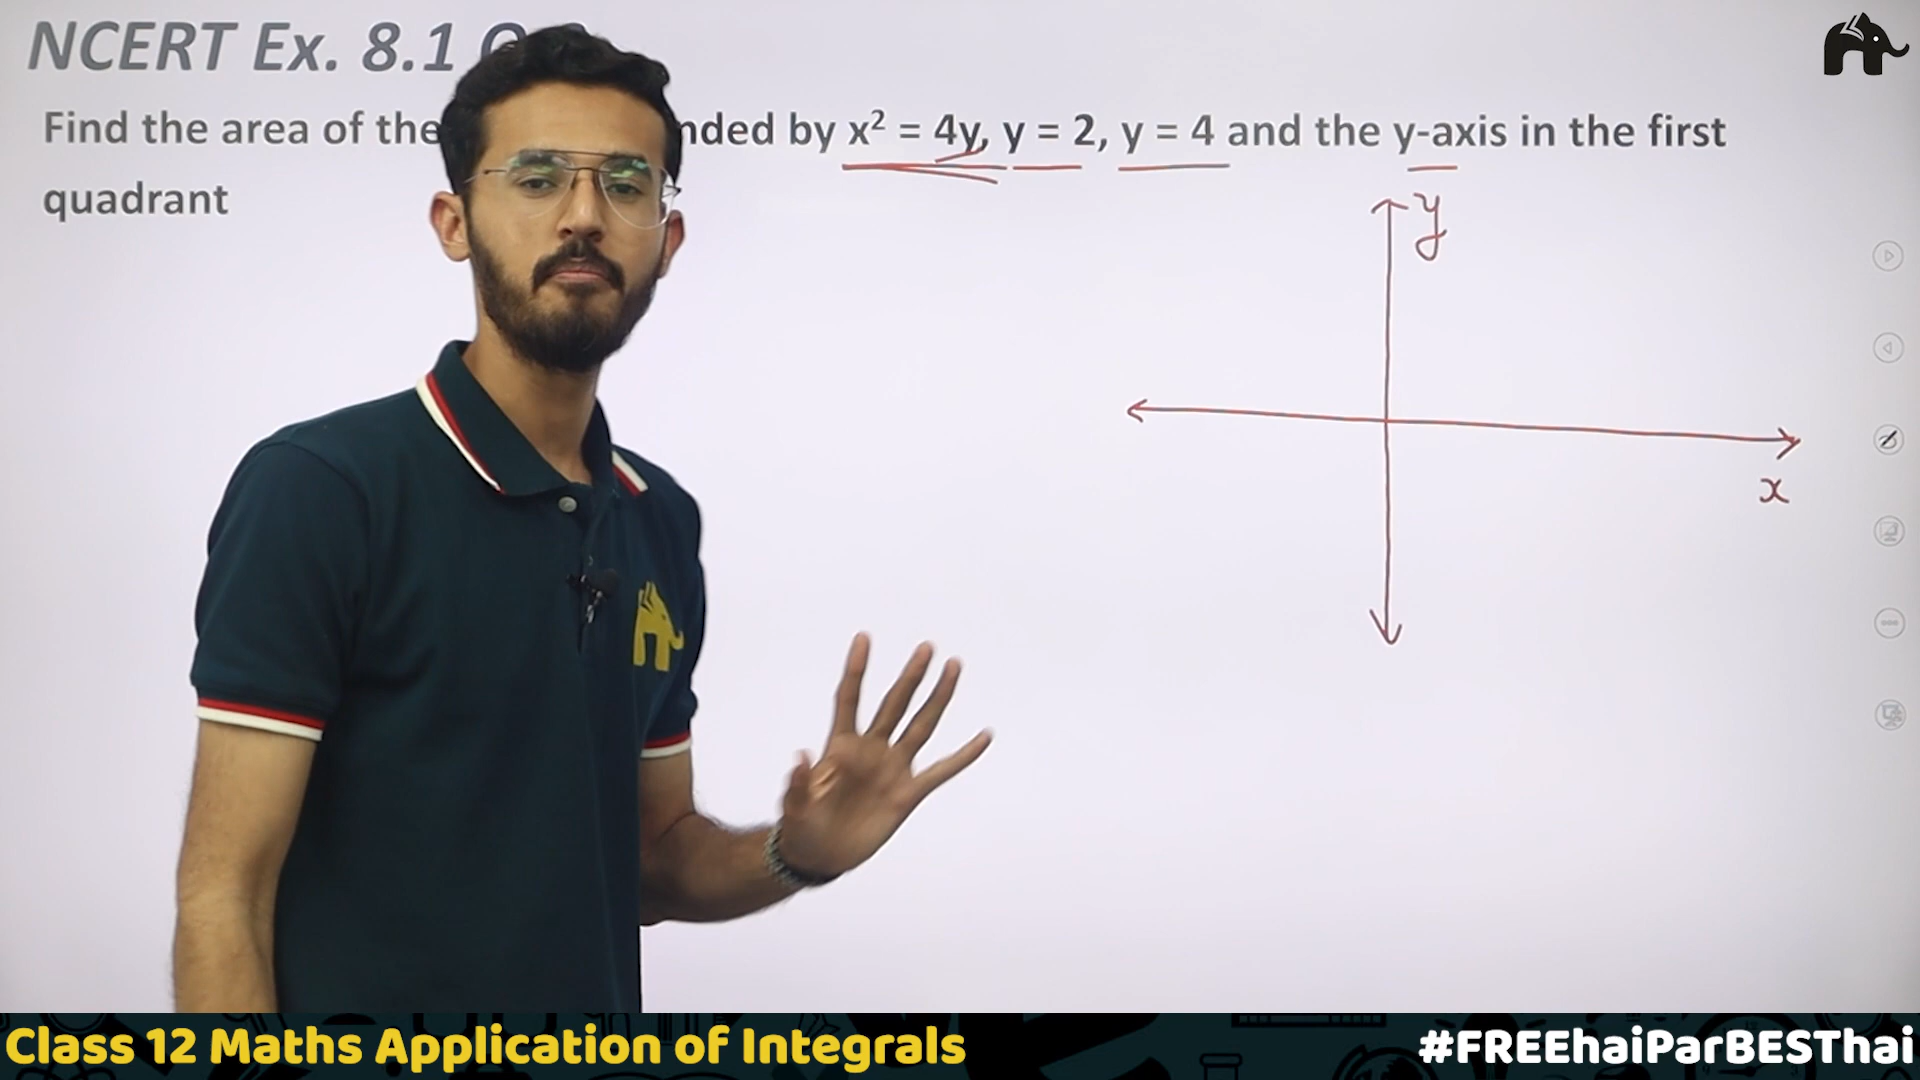 NCERT Ex. 8.1
Find the area of the nded by x² = 4y, y = 2, y = 4 and the y-axis in the first
quadrant
y
x
Class 12 Maths Application of Integrals
#FREEhaiParBESThai